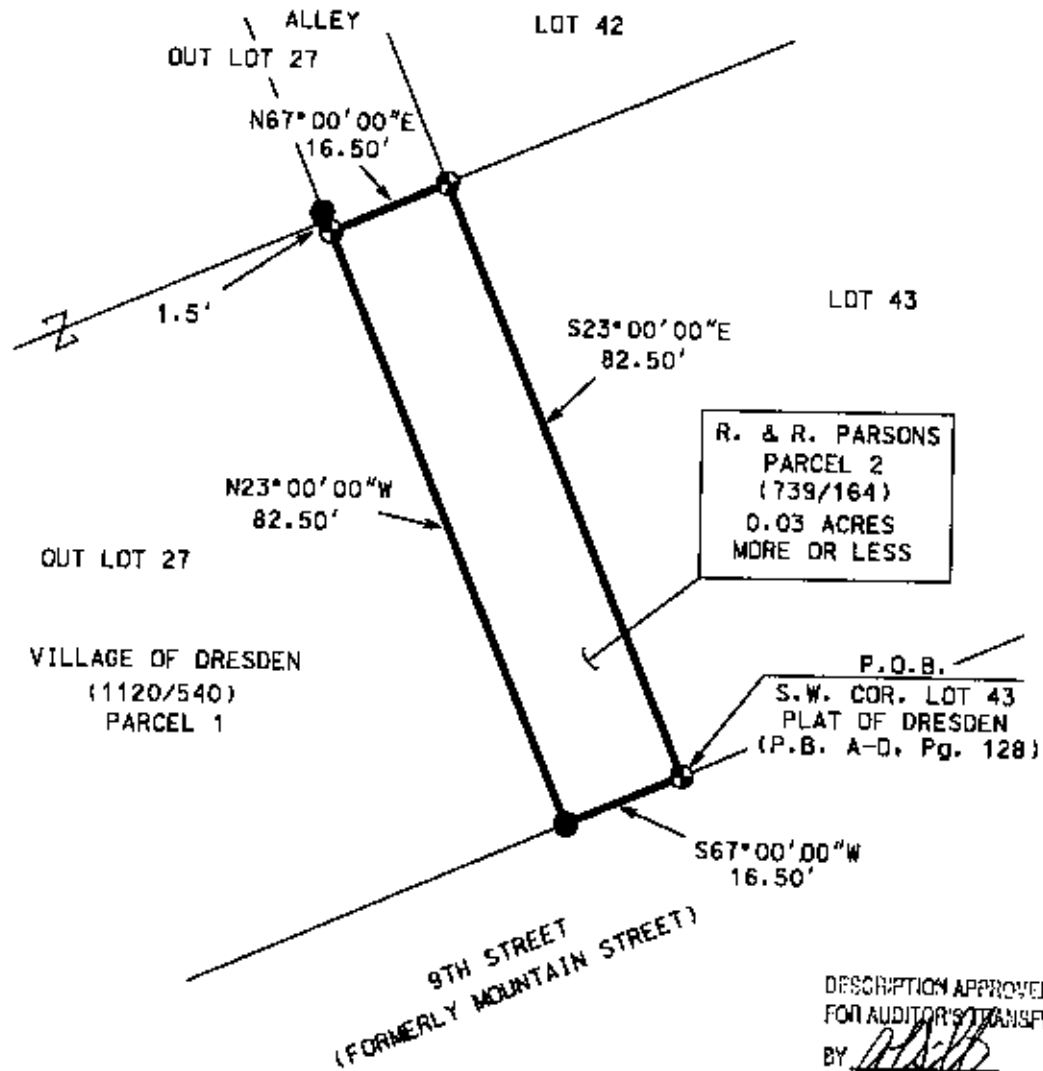 ALLEY
LOT 42
OUT LOT 27
N67°00'00"E
16.50'
1.5'
LOT 43
S23°00'00"E
82.50'
R. & R. PARSONS
PARCEL 2
(739/164)
0.03 ACRES
MORE OR LESS
N23°00'00"W
82.50'
OUT LOT 27
VILLAGE OF DRESDEN
(1120/540)
PARCEL 1
P.O.B.
S.W. COR. LOT 43
PLAT OF DRESDEN
(P.B. A-D, Pg. 128)
S67°00'00"W
16.50'
9TH STREET
(FORMERLY MOUNTAIN STREET)
DESCRIPTION APPROVED
FOR AUDITOR'S TRANSF
BY